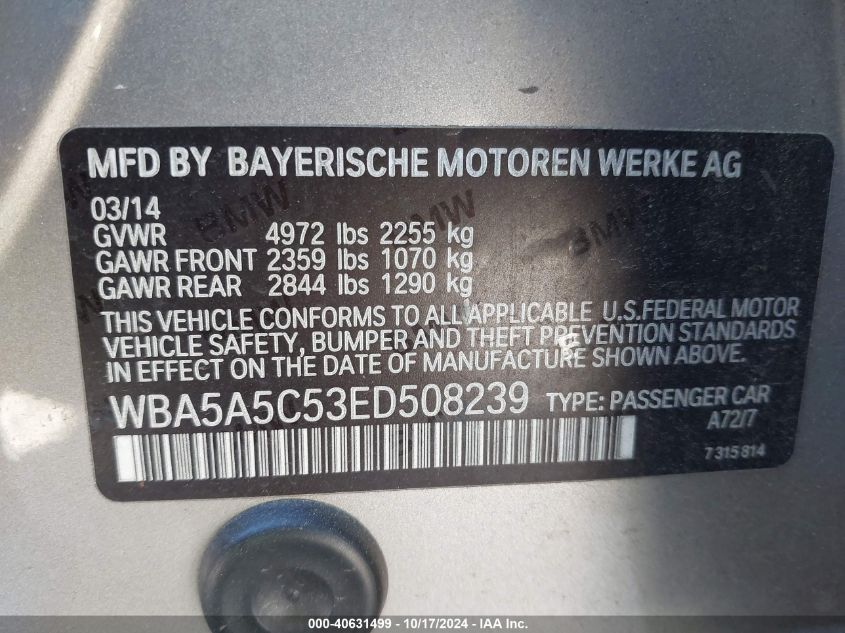 MFD BY BAYERISCHE MOTOREN WERKE AG
03/14
GVWR 4972 lbs 2255 kg
GAWR FRONT 2359 lbs 1070 kg
GAWR REAR 2844 lbs 1290 kg
THIS VEHICLE CONFORMS TO ALL APPLICABLE U.S.FEDERAL MOTOR
VEHICLE SAFETY, BUMPER AND THEFT PREVENTION STANDARDS
IN EFFECT ON THE DATE OF MANUFACTURE SHOWN ABOVE.
WBA5A5C53ED508239 TYPE: PASSENGER CAR
A72/7
7315814
BMW
BMW
BMW
000-40631499 - 10/17/2024 - IAA Inc.